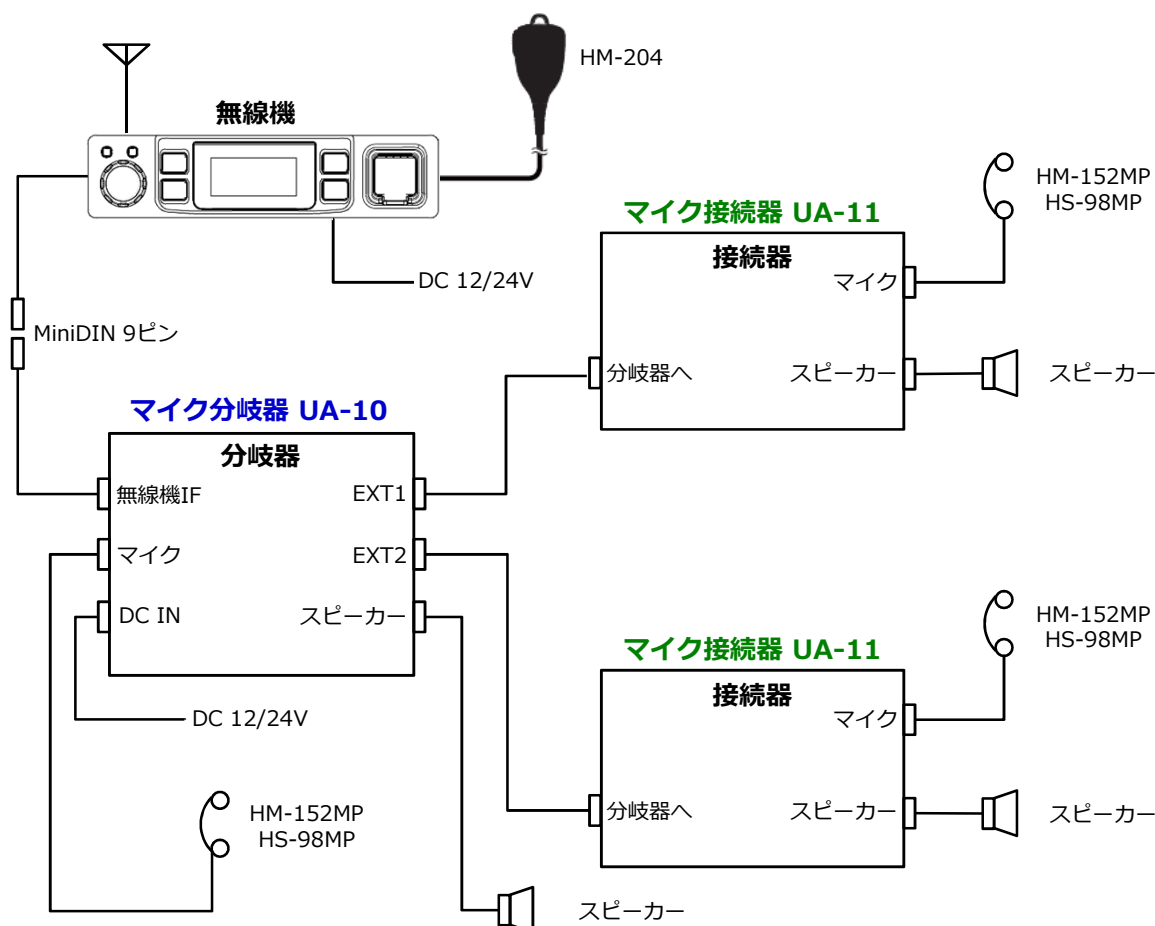 HM-204
無線機
DC 12/24V
MiniDIN 9ピン
マイク分岐器 UA-10
分岐器
無線機IF
マイク
DC IN
EXT1
EXT2
スピーカー
DC 12/24V
HM-152MP
HS-98MP
スピーカー
マイク接続器 UA-11
接続器
マイク
分岐器へ
スピーカー
HM-152MP
HS-98MP
スピーカー
マイク接続器 UA-11
接続器
マイク
分岐器へ
スピーカー
HM-152MP
HS-98MP
スピーカー